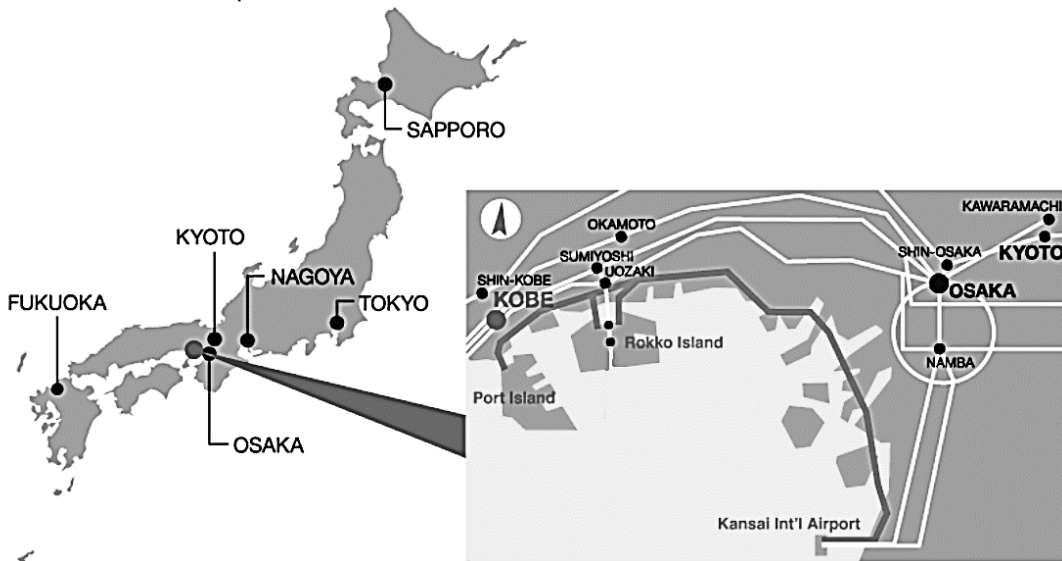 SAPPORO
KYOTO
NAGOYA
FUKUOKA
TOKYO
OSAKA
KAWARAMACHI
OKAMOTO
KYOTO
SHIN-OSAKA
SUMIYOSHI
UOZAKI
SHIN-KOBE
OSAKA
KOBE
Rokko Island
NAMBA
Port Island
Kansai Int'l Airport